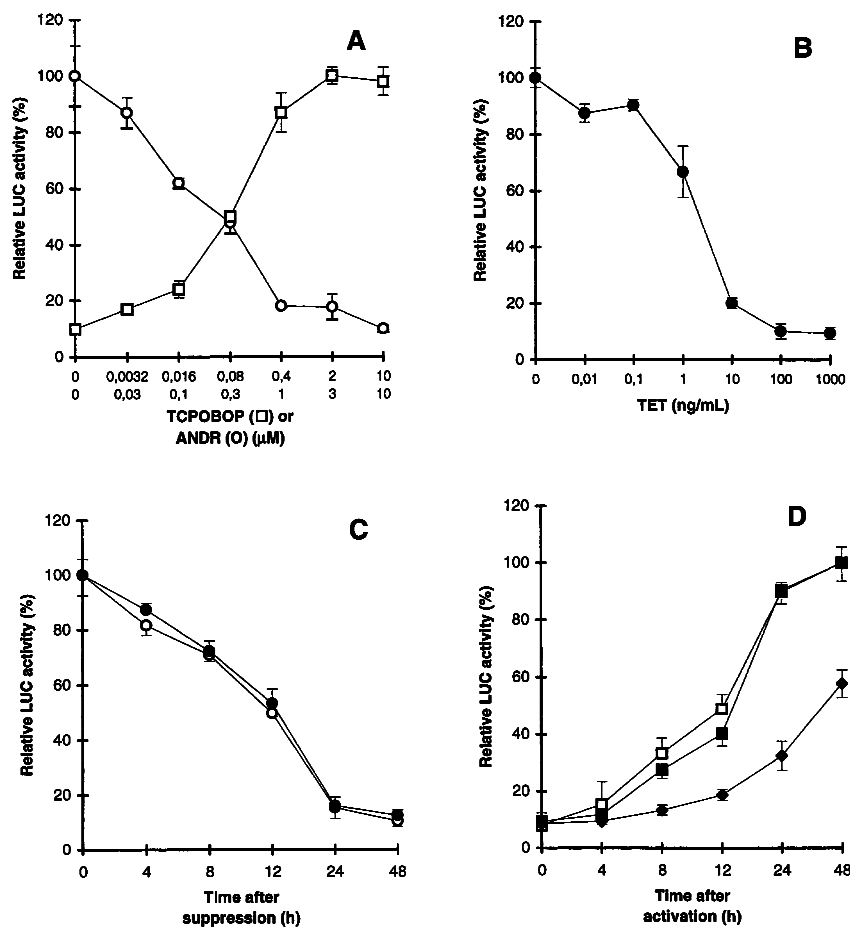 A
120
100
80
60
40
20
0
Relative LUC activity (%)
0 0,0032 0,016 0,08 0,4 2 10
0 0,03 0,1 0,3 1 3 10
TCPOBOP (□) or
ANDR (O) (μM)
B
120
100
80
60
40
20
0
Relative LUC activity (%)
0 0,01 0,1 1 10 100 1000
TET (ng/mL)
C
120
100
80
60
40
20
0
Relative LUC activity (%)
0 4 8 12 24 48
Time after
suppression (h)
D
120
100
80
60
40
20
0
Relative LUC activity (%)
0 4 8 12 24 48
Time after
activation (h)